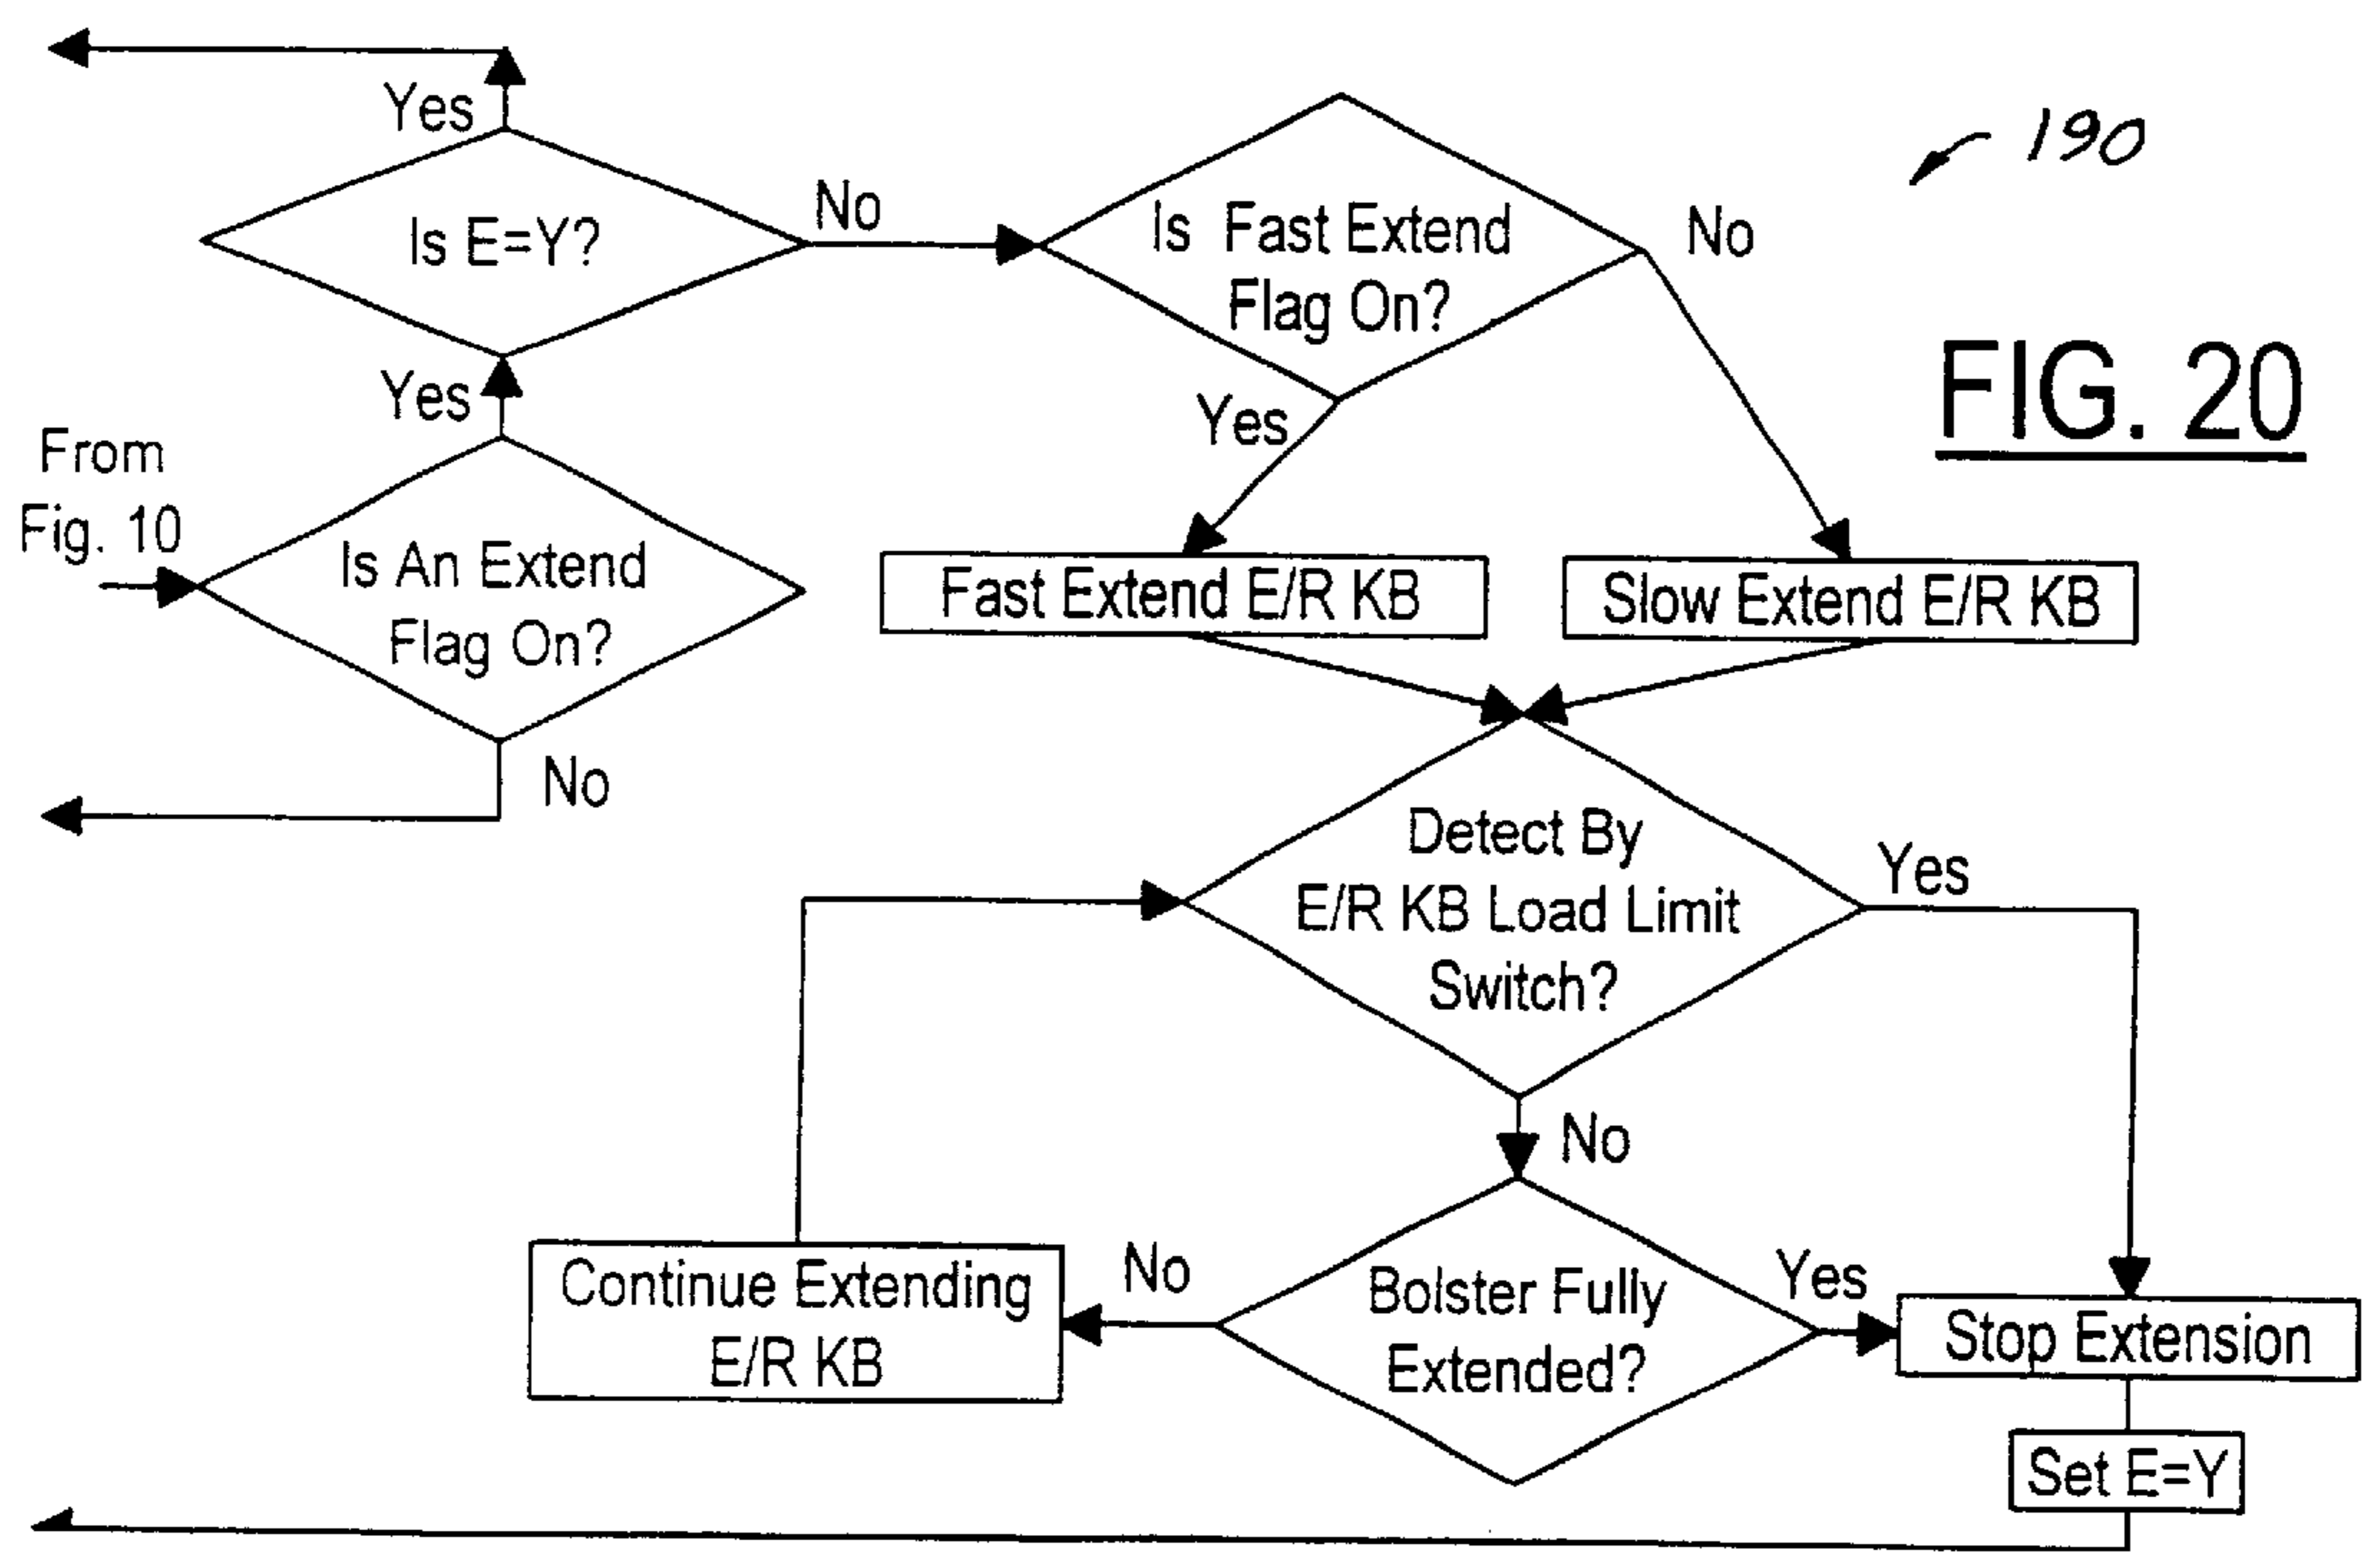 Yes
190
Is E=Y?
No
Is Fast Extend
Flag On?
No
FIG. 20
Yes
Yes
From
Fig. 10
Is An Extend
Flag On?
Fast Extend E/R KB
Slow Extend E/R KB
No
Detect By
E/R KB Load Limit
Switch?
Yes
No
Continue Extending
E/R KB
No
Bolster Fully
Extended?
Yes
Stop Extension
Set E=Y